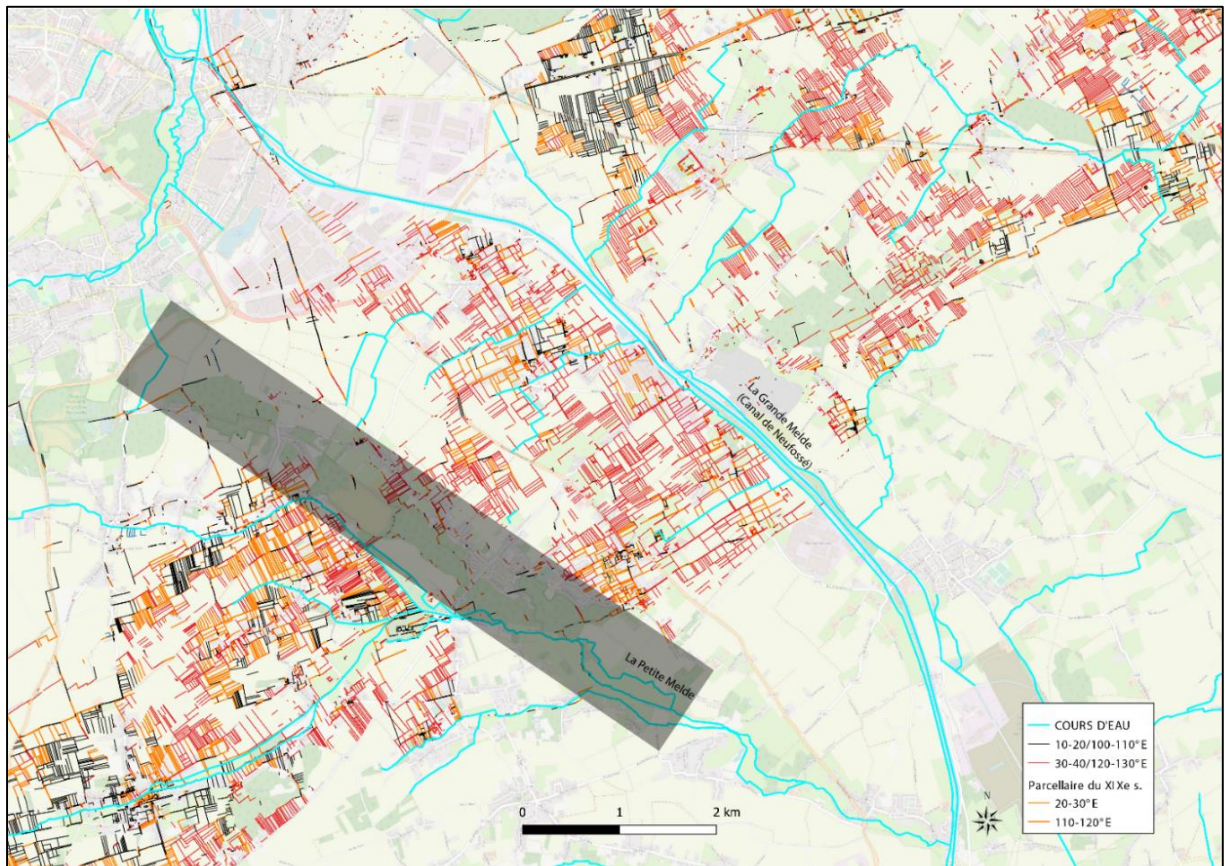 La Grande Melde
(Canal de Neufossé)
La Petite Melde
COURS D'EAU
10-20/100-110°E
30-40/120-130°E
Parcellaire du XIXe s.
20-30°E
110-120°E
N
0 1 2 km